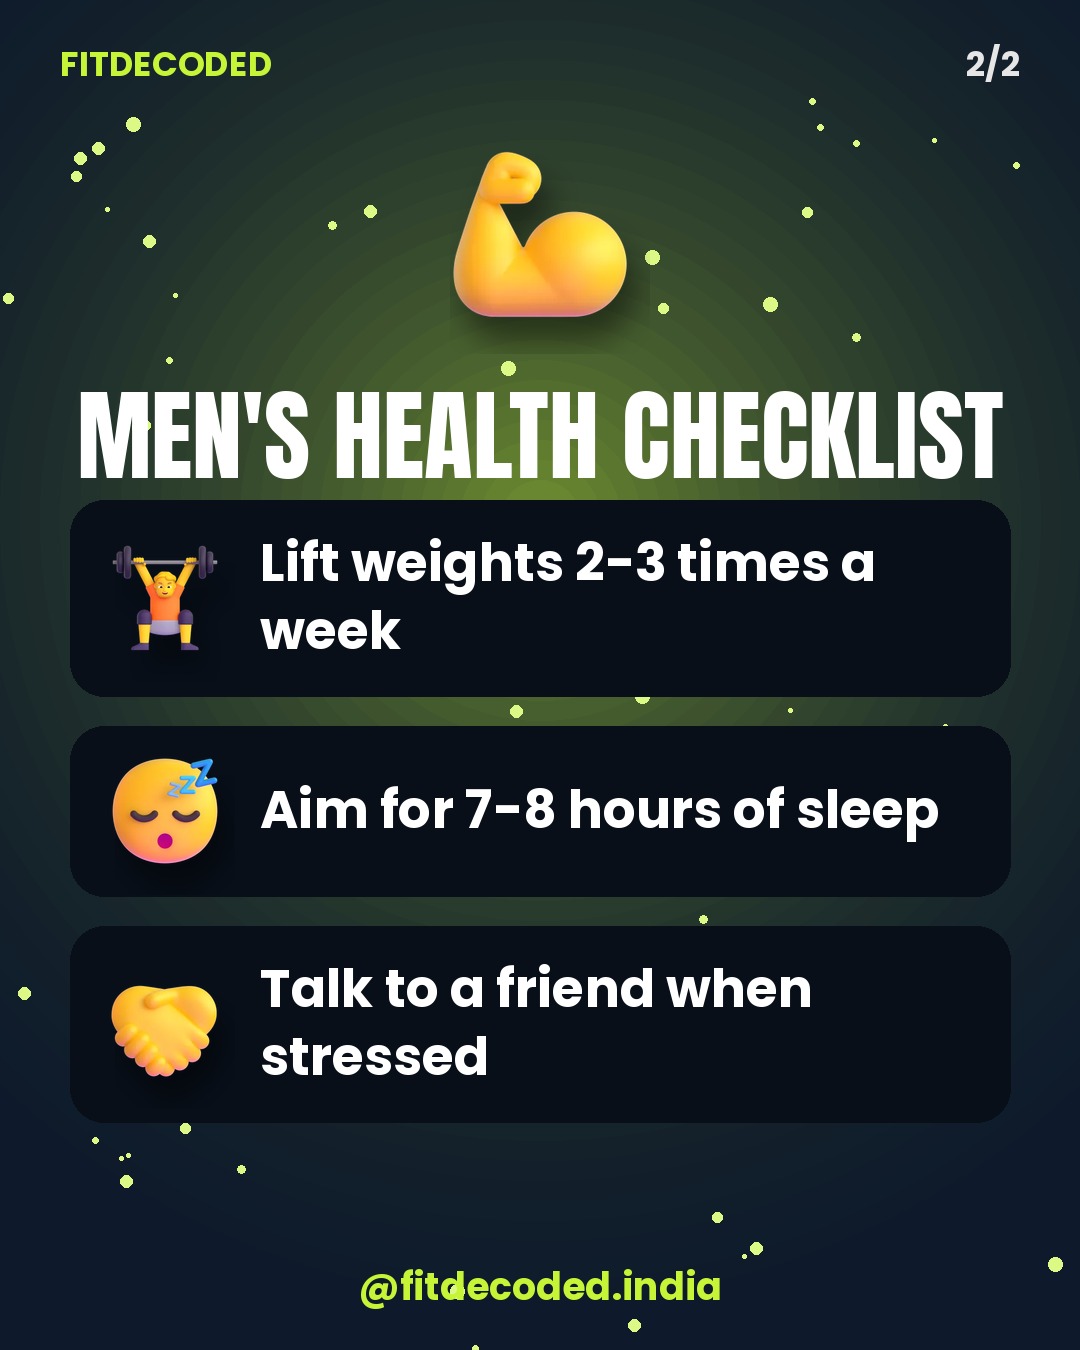 FITDECODED
2/2
MEN'S HEALTH CHECKLIST
Lift weights 2-3 times a
week
Aim for 7-8 hours of sleep
Talk to a friend when
stressed
@fitdecoded.india